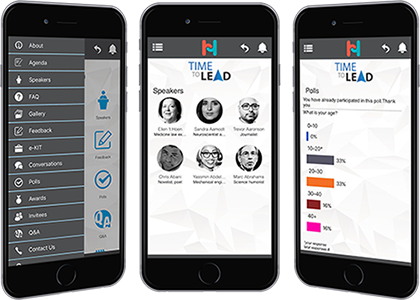 About
Agenda
Speakers
FAQ
Gallery
Feedback
e-KIT
Conversations
Polls
Awards
Invitees
Q&A
Contact Us
Speakers
Feedback
Polls
Q&A
TIME
TO LEAD
Speakers
Ellen 't Hoen
Medicine law ex...
Sandra Aamodt
Neuroscientist a...
Trevor Aaronson
Journalist
Chris Abani
Novelist, poet
Yassmin Abdel ...
Mechanical engi...
Marc Abrahams
Science humorist
TIME
TO LEAD
Polls
You have already participated in this poll.Thank
you
What is your age?
0-10
0%
10-20*
33%
20-30
33%
30-40
16%
40+
16%